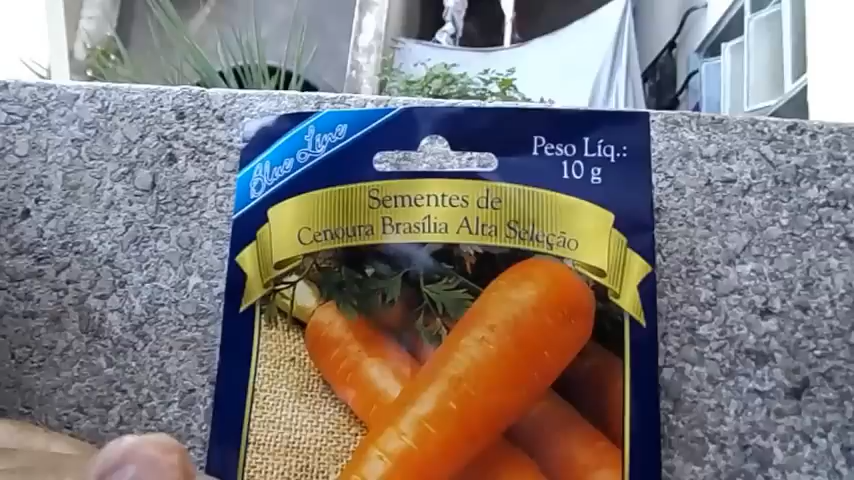 Blue Line
Peso Líq.:
10 g
Sementes de
Cenoura Brasília Alta Seleção